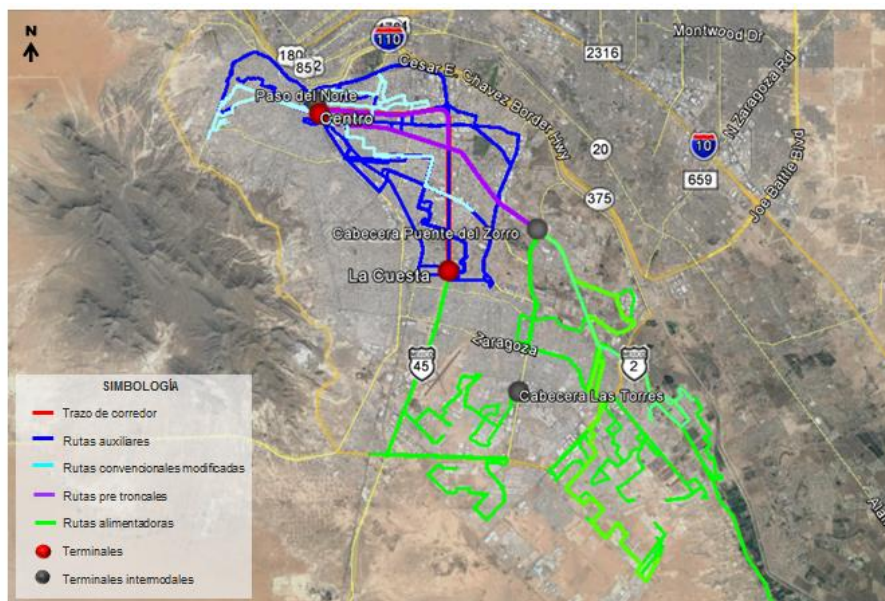 N
Montwood Dr
2316
110
180
85
Cesar E. Chavez Border Hwy
N Zaragoza Rd
Paso del Norte
Centro
20
10
659
Joe Battle Blvd
375
Cabecera Puente del Zorro
La Cuesta
Zaragoza
MEXICO
45
MEXICO
2
Cabecera Las Torres
SIMBOLOGÍA
Trazo de corredor
Rutas auxiliares
Rutas convencionales modificadas
Rutas pre troncales
Rutas alimentadoras
Terminales
Terminales intermodales